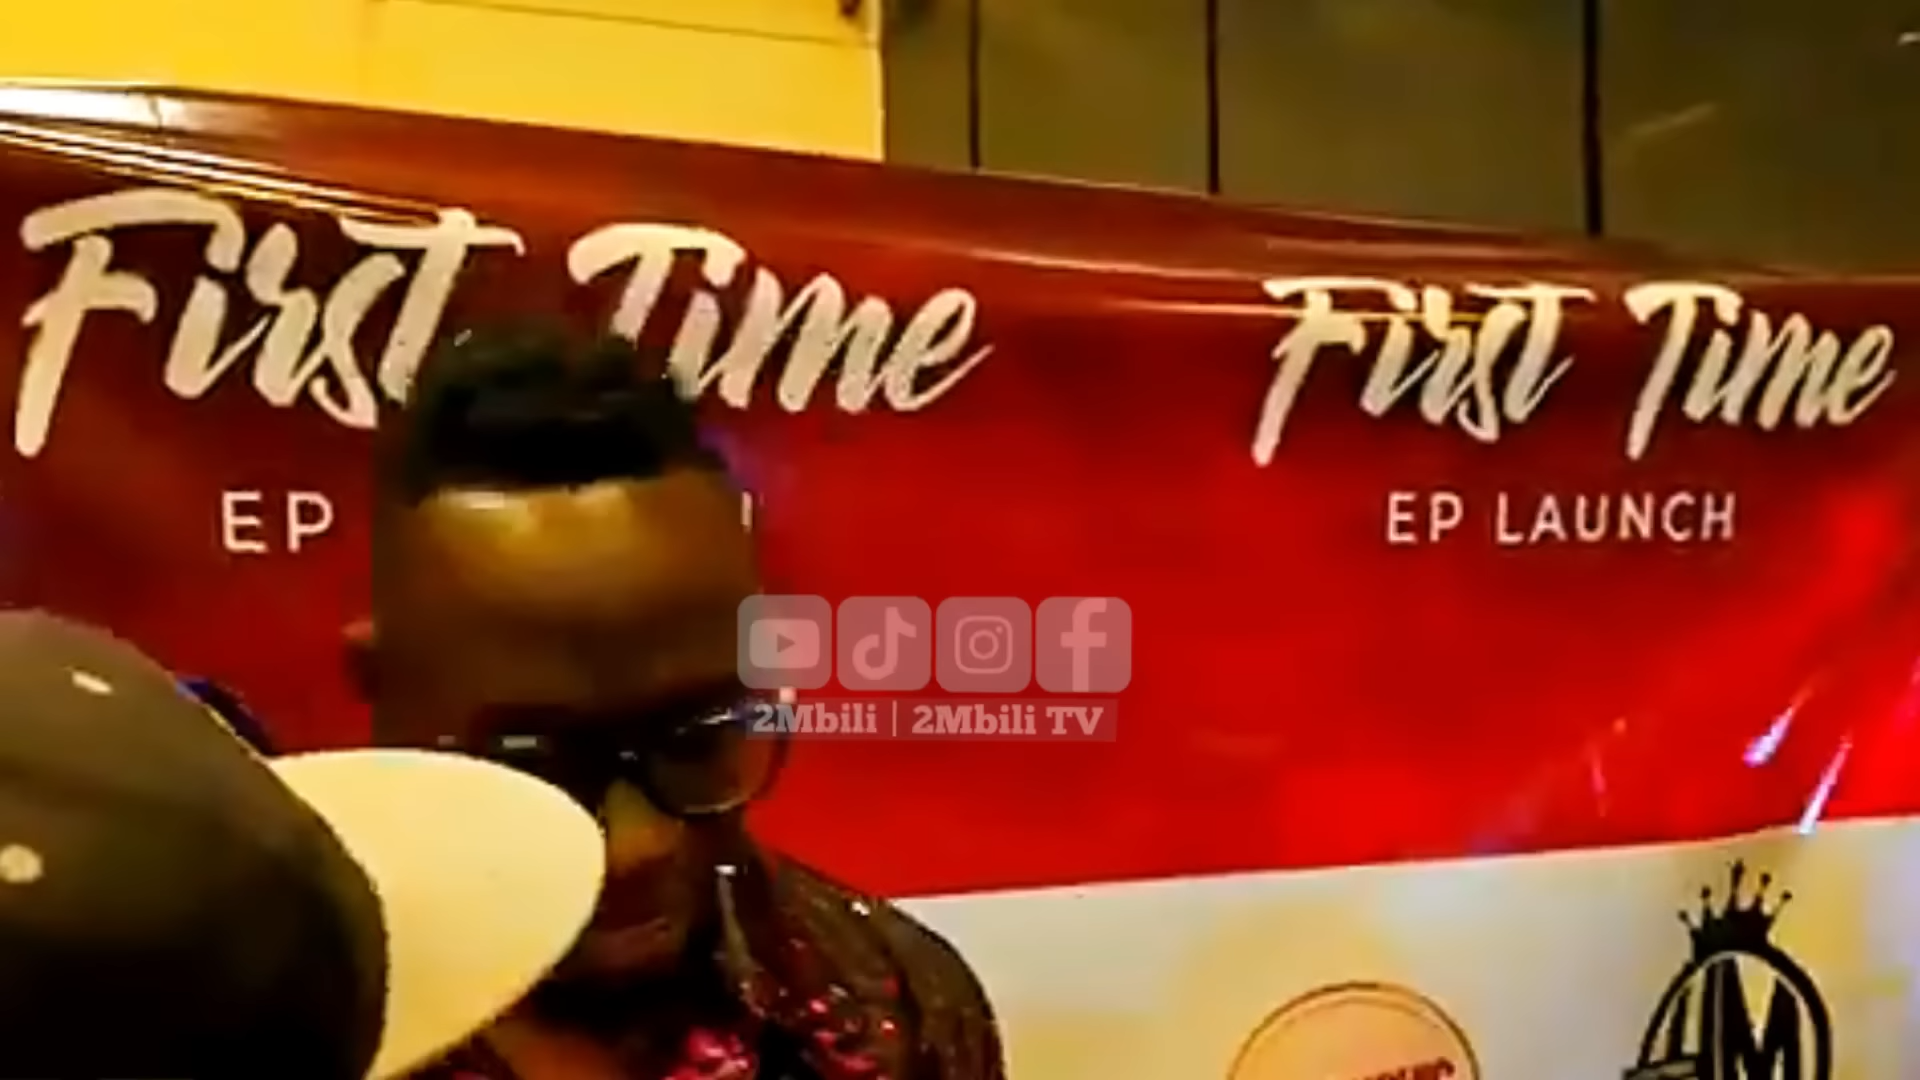 First Time
First Time
EP
EP LAUNCH
2Mbili | 2Mbili TV